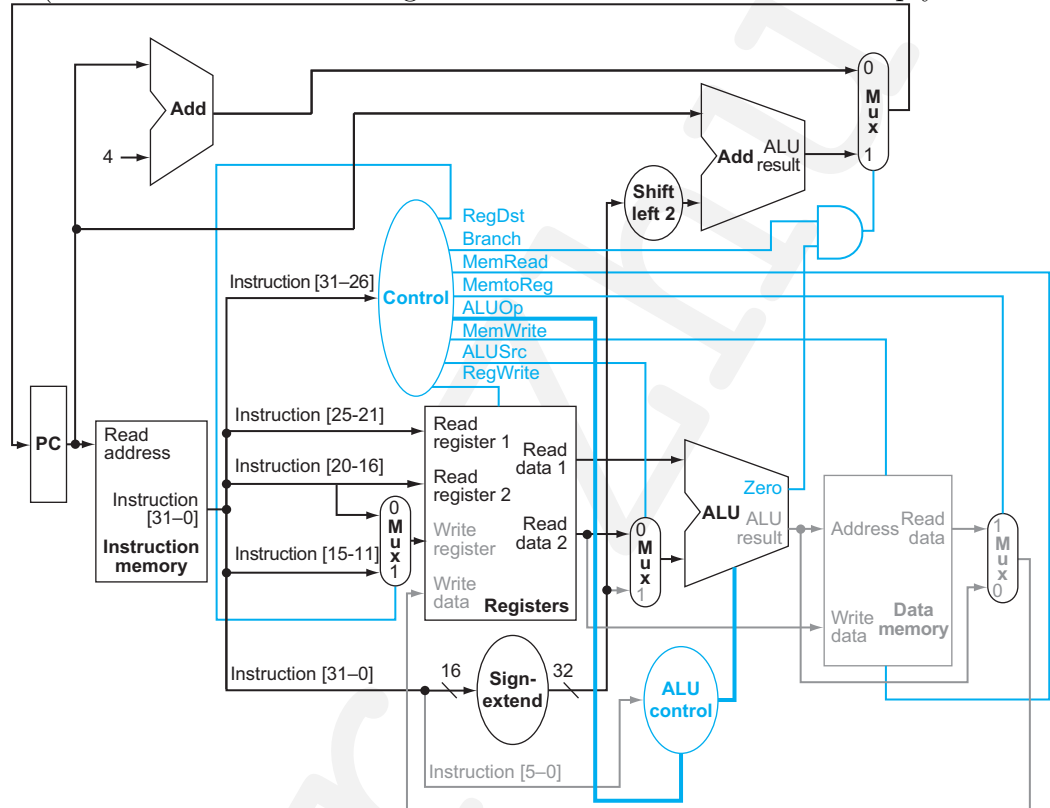 0
Mux
1
Add
4
Add
ALU
result
Shift
left 2
RegDst
Branch
MemRead
MemtoReg
ALUOp
MemWrite
ALUSrc
RegWrite
Instruction [31–26]
Control
PC
Read
address
Instruction
[31–0]
Instruction
memory
Instruction [25-21]
Instruction [20-16]
Instruction [15-11]
0
Mux
1
Read
register 1
Read
register 2
Write
register
Write
data
Read
data 1
Read
data 2
Registers
0
Mux
1
Zero
ALU
ALU
result
Address
Read
data
Write
data
Data
memory
1
Mux
0
Instruction [31–0]
16
Sign-
extend
32
ALU
control
Instruction [5–0]